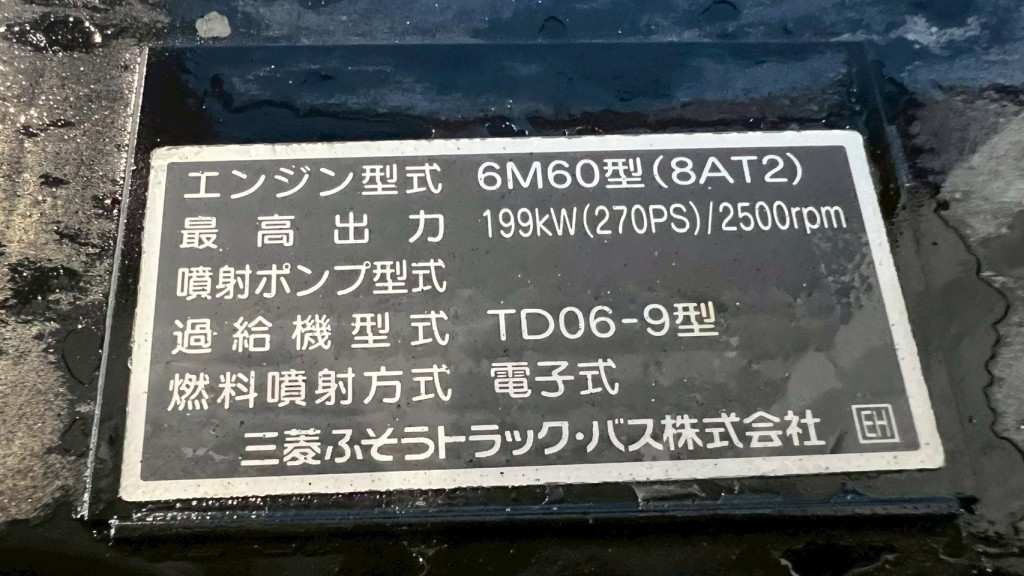 エンジン型式 6M60型(8AT2)
最高出力 199kW(270PS)/2500rpm
噴射ポンプ型式
過給機型式 TD06-9型
燃料噴射方式 電子式
三菱ふそうトラック・バス株式会社 EH